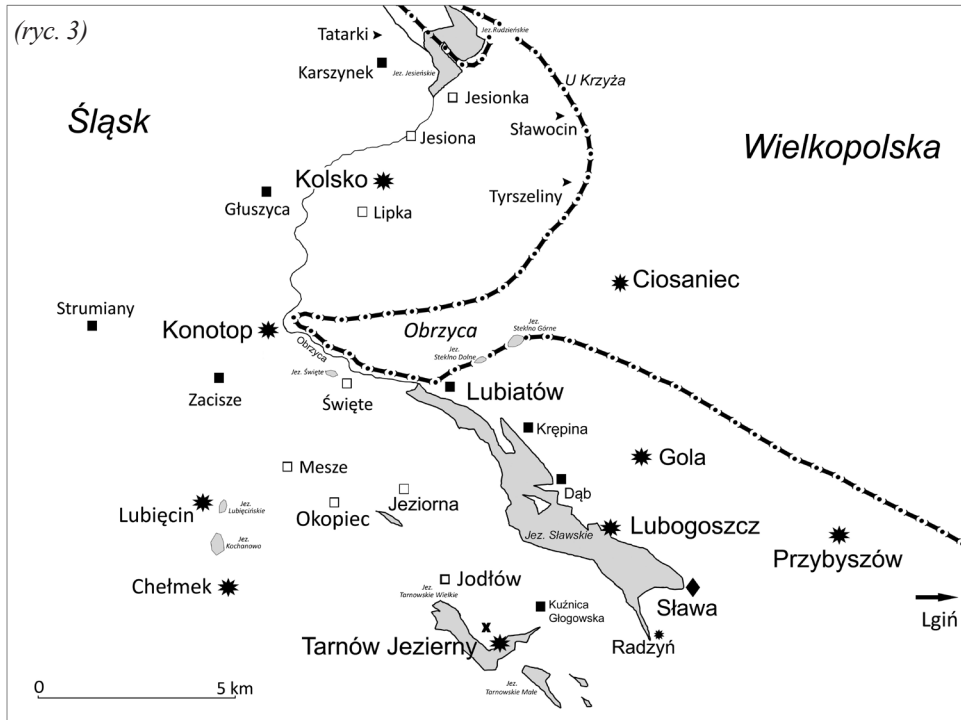 (ryc. 3)
Jez. Rudzieńskie
Tatarki
Karszynek
Jez. Jesieńskie
U Krzyża
Jesionka
Śląsk
Sławocin
Jesiona
Wielkopolska
Kolsko
Tyrszeliny
Głuszyca
Lipka
Ciosaniec
Strumiany
Konotop
Obrzyca
Jez.
Stekłno Górne
Obrzyca
Jez.
Stekłno Dolne
Jez. Święte
Zacisze
Święte
Lubiatów
Krępina
Gola
Mesze
Dąb
Jeziorna
Lubięcin
Jez.
Lubięcińskie
Okopiec
Jez. Sławskie
Lubogoszcz
Jez.
Kochanowo
Przybyszów
Chełmek
Jodłów
Jez.
Tarnowskie Wielkie
Sława
Lgiń
Kuźnica
Głogowska
x
Tarnów Jezierny
Radzyń
Jez.
Tarnowskie Małe
0 5 km